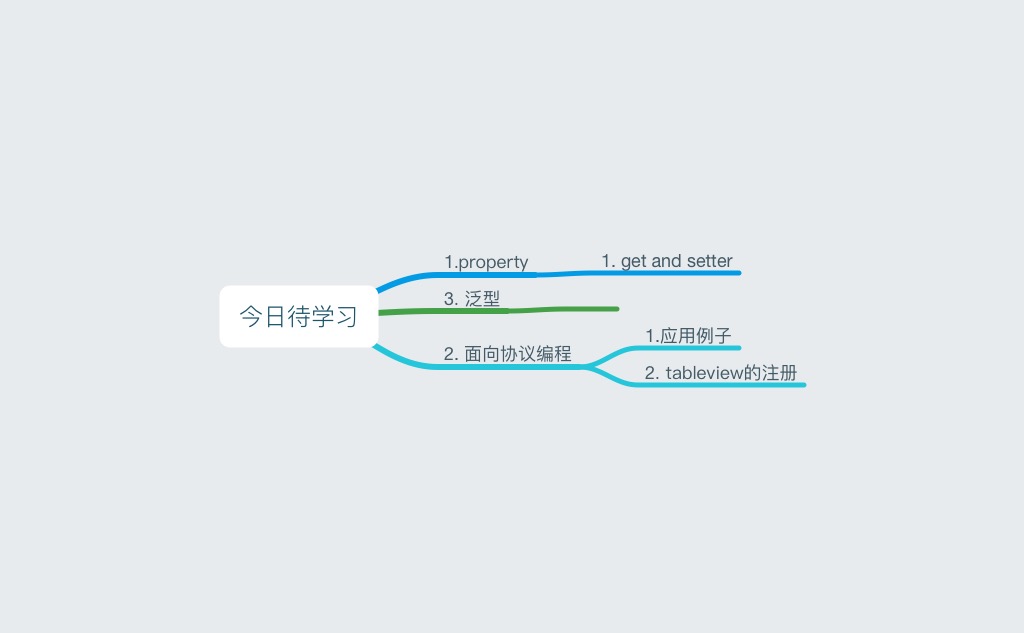 今日待学习
1.property
1. get and setter
3. 泛型
2. 面向协议编程
1.应用例子
2. tableview的注册